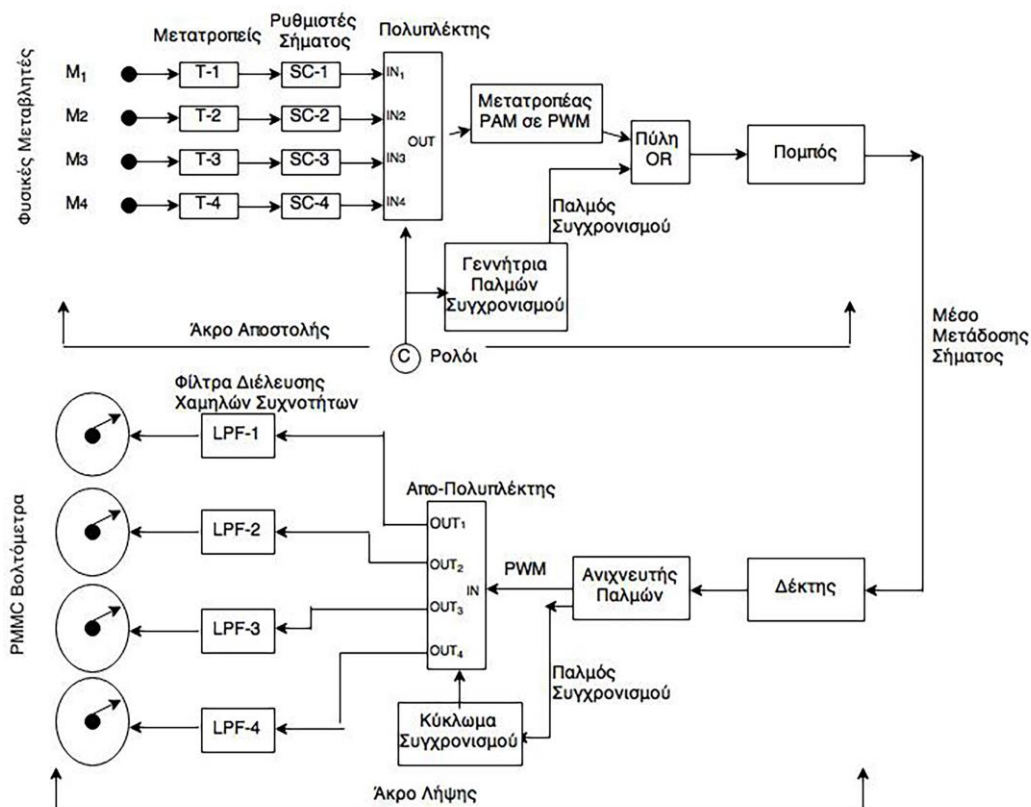 Μετατροπείς
Ρυθμιστές
Σήματος
Πολυπλέκτης
Φυσικές Μεταβλητές
M1
T-1
SC-1
IN1
M2
T-2
SC-2
IN2
OUT
M3
T-3
SC-3
IN3
M4
T-4
SC-4
IN4
Μετατροπέας
PAM σε PWM
Πύλη
OR
Πομπός
Παλμός
Συγχρονισμού
Γεννήτρια
Παλμών
Συγχρονισμού
Άκρο Αποστολής
C
Ρολόι
Μέσο
Μετάδοσης
Σήματος
Φίλτρα Διέλευσης
Χαμηλών Συχνοτήτων
PMMC Βολτόμετρα
LPF-1
LPF-2
LPF-3
LPF-4
Απο-Πολυπλέκτης
OUT1
OUT2
IN
OUT3
OUT4
PWM
Ανιχνευτής
Παλμών
Δέκτης
Παλμός
Συγχρονισμού
Κύκλωμα
Συγχρονισμού
Άκρο Λήψης